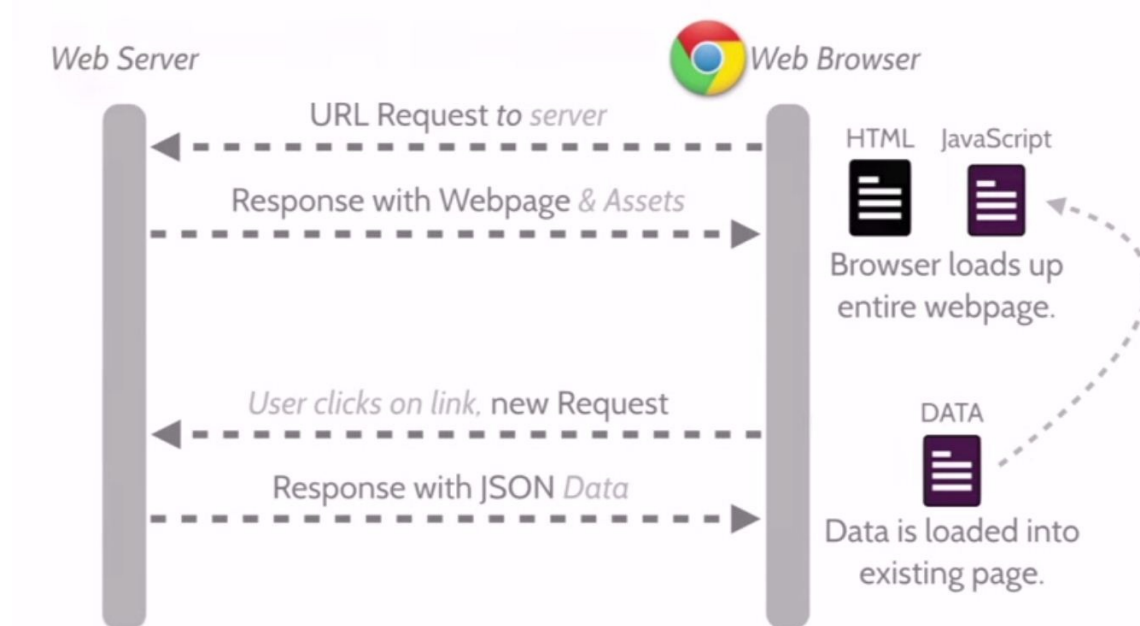 Web Server
Web Browser
URL Request to server
HTML JavaScript
Response with Webpage & Assets
Browser loads up
entire webpage.
User clicks on link, new Request
DATA
Response with JSON Data
Data is loaded into
existing page.